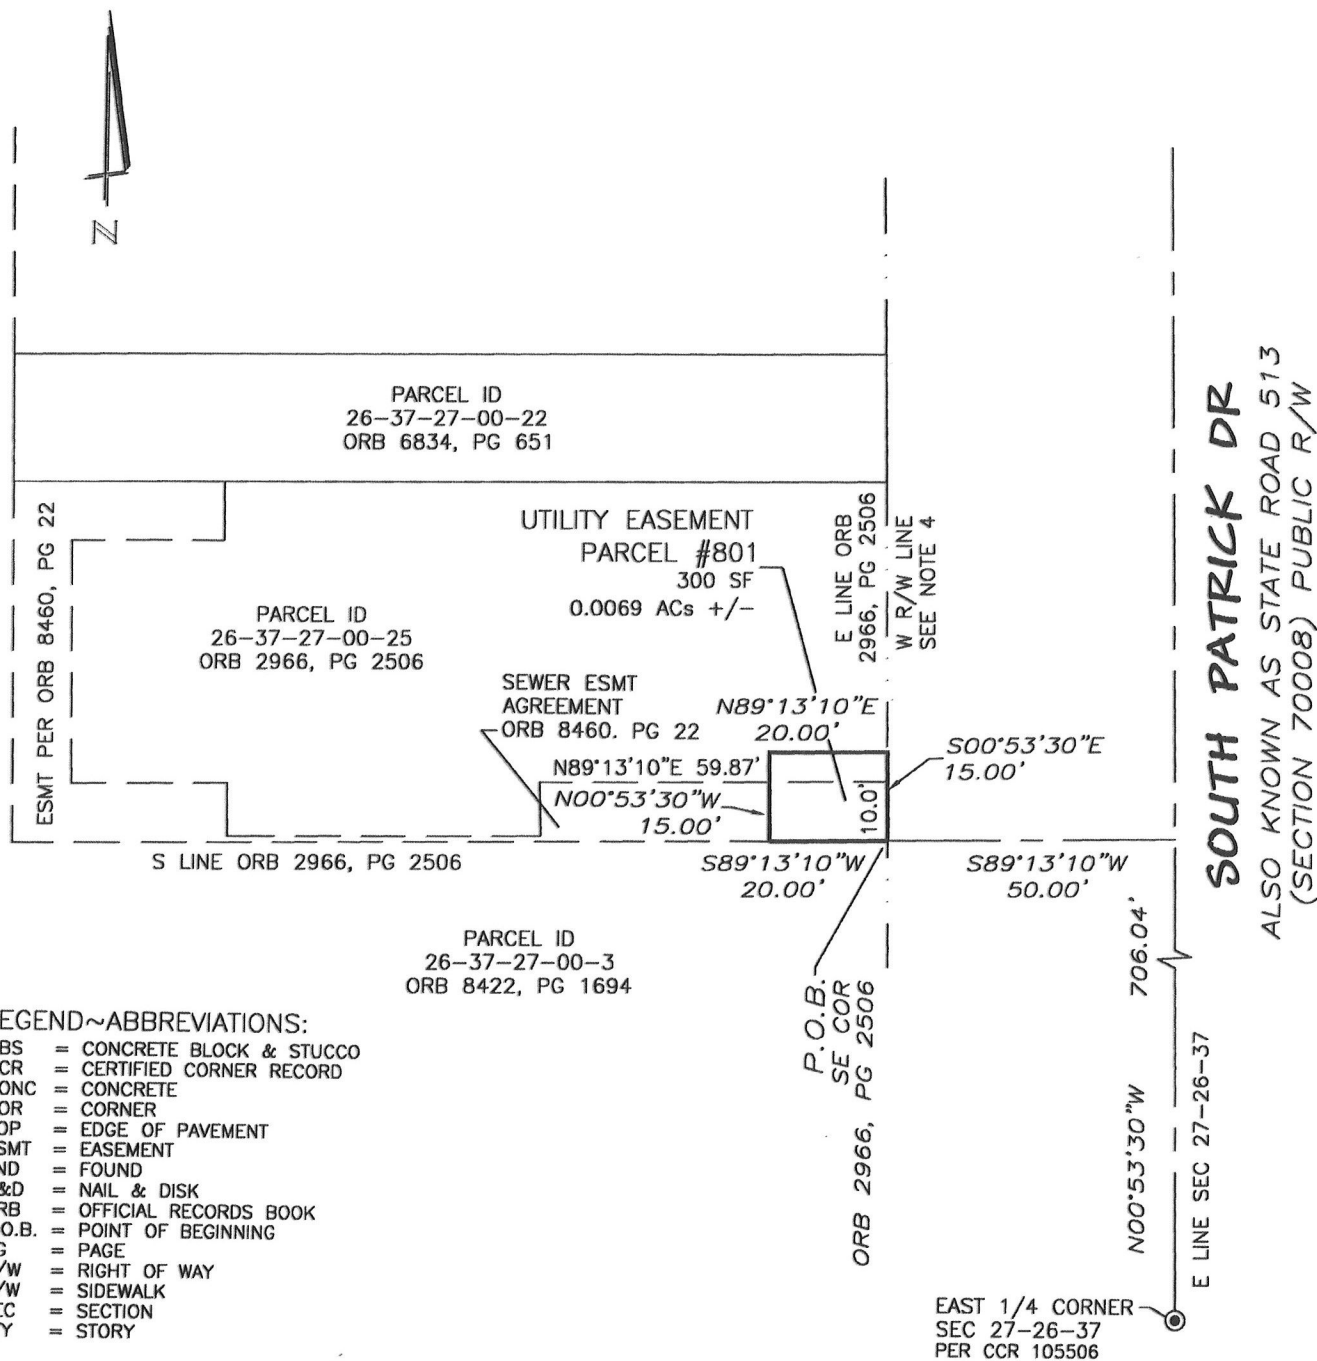 N
PARCEL ID
26-37-27-00-22
ORB 6834, PG 651
ESMT PER ORB 8460, PG 22
UTILITY EASEMENT
PARCEL #801
300 SF
0.0069 ACs +/-
E LINE ORB
2966, PG 2506
W R/W LINE
SEE NOTE 4
PARCEL ID
26-37-27-00-25
ORB 2966, PG 2506
SEWER ESMT
AGREEMENT
ORB 8460. PG 22
N89°13'10"E
20.00'
N89°13'10"E 59.87'
N00°53'30"W
15.00'
10.0'
S00°53'30"E
15.00'
S LINE ORB 2966, PG 2506
S89°13'10"W
20.00'
S89°13'10"W
50.00'
SOUTH PATRICK DR
ALSO KNOWN AS STATE ROAD 513
(SECTION 70008) PUBLIC R/W
PARCEL ID
26-37-27-00-3
ORB 8422, PG 1694
P.O.B.
SE COR
ORB 2966, PG 2506
706.04'
N00°53'30"W
E LINE SEC 27-26-37
EAST 1/4 CORNER
SEC 27-26-37
PER CCR 105506
EGEND~ABBREVIATIONS:
BS = CONCRETE BLOCK & STUCCO
CR = CERTIFIED CORNER RECORD
ONC = CONCRETE
OR = CORNER
OP = EDGE OF PAVEMENT
SMT = EASEMENT
ND = FOUND
&D = NAIL & DISK
RB = OFFICIAL RECORDS BOOK
.O.B. = POINT OF BEGINNING
G = PAGE
/W = RIGHT OF WAY
/W = SIDEWALK
EC = SECTION
Y = STORY